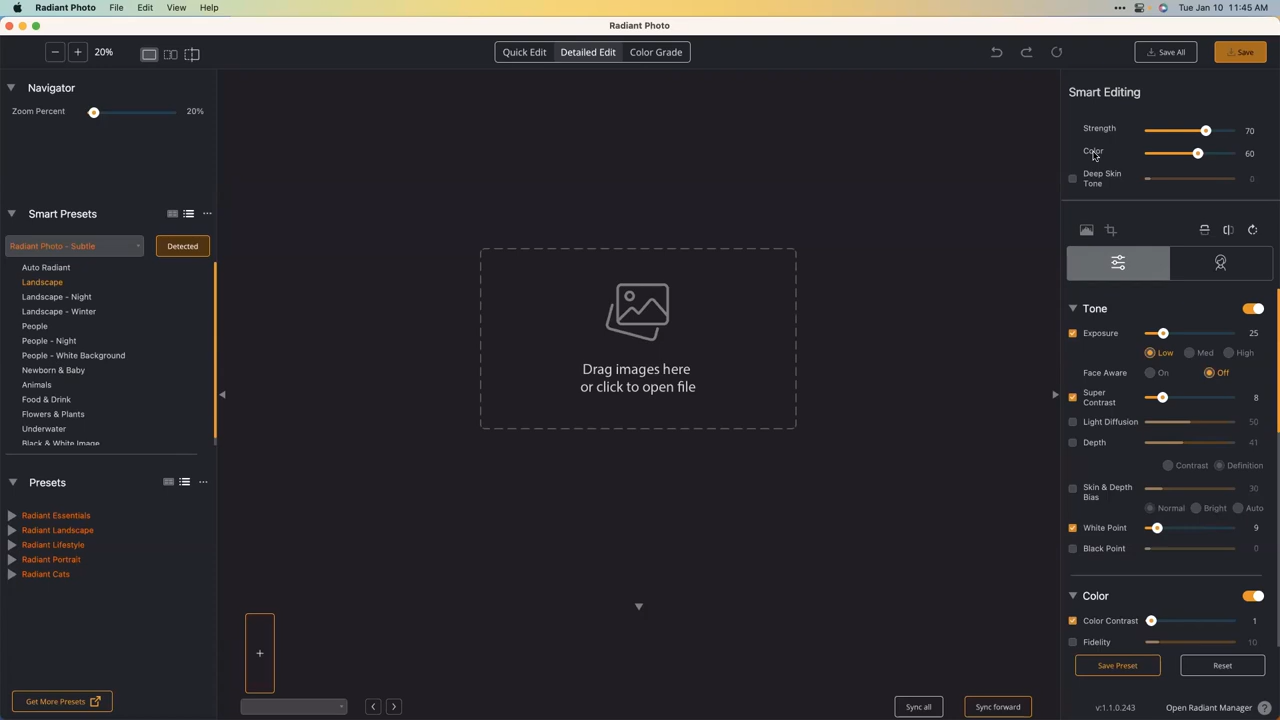 Radiant Photo File Edit View Help
Tue Jan 10 11:45 AM
Radiant Photo
20%
Quick Edit Detailed Edit Color Grade
Save All
Save
Navigator
Zoom Percent 20%
Smart Presets
Radiant Photo - Subtle
Detected
Auto Radiant
Landscape
Landscape - Night
Landscape - Winter
People
People - Night
People - White Background
Newborn & Baby
Animals
Food & Drink
Flowers & Plants
Underwater
Black & White Image
Presets
Radiant Essentials
Radiant Landscape
Radiant Lifestyle
Radiant Portrait
Radiant Cats
Get More Presets
Drag images here
or click to open file
+
Sync all
Sync forward
Smart Editing
Strength 70
Color 60
Deep Skin
Tone 0
Tone
Exposure 25
Low Med High
Face Aware On Off
Super
Contrast 8
Light Diffusion 50
Depth 41
Contrast Definition
Skin & Depth
Bias 30
Normal Bright Auto
White Point 9
Black Point 0
Color
Color Contrast 1
Fidelity 10
Save Preset
Reset
v:1.1.0.243
Open Radiant Manager ?